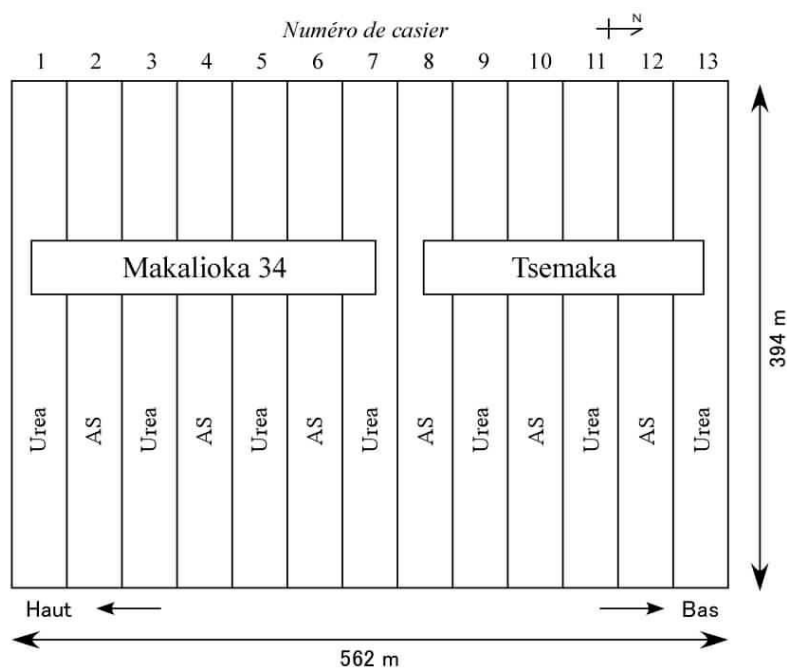 Numéro de casier
N
1 2 3 4 5 6 7 8 9 10 11 12 13
Makalioka 34 Tsemaka
394 m
Urea AS Urea AS Urea AS Urea AS Urea AS Urea AS Urea
Haut Bas
562 m